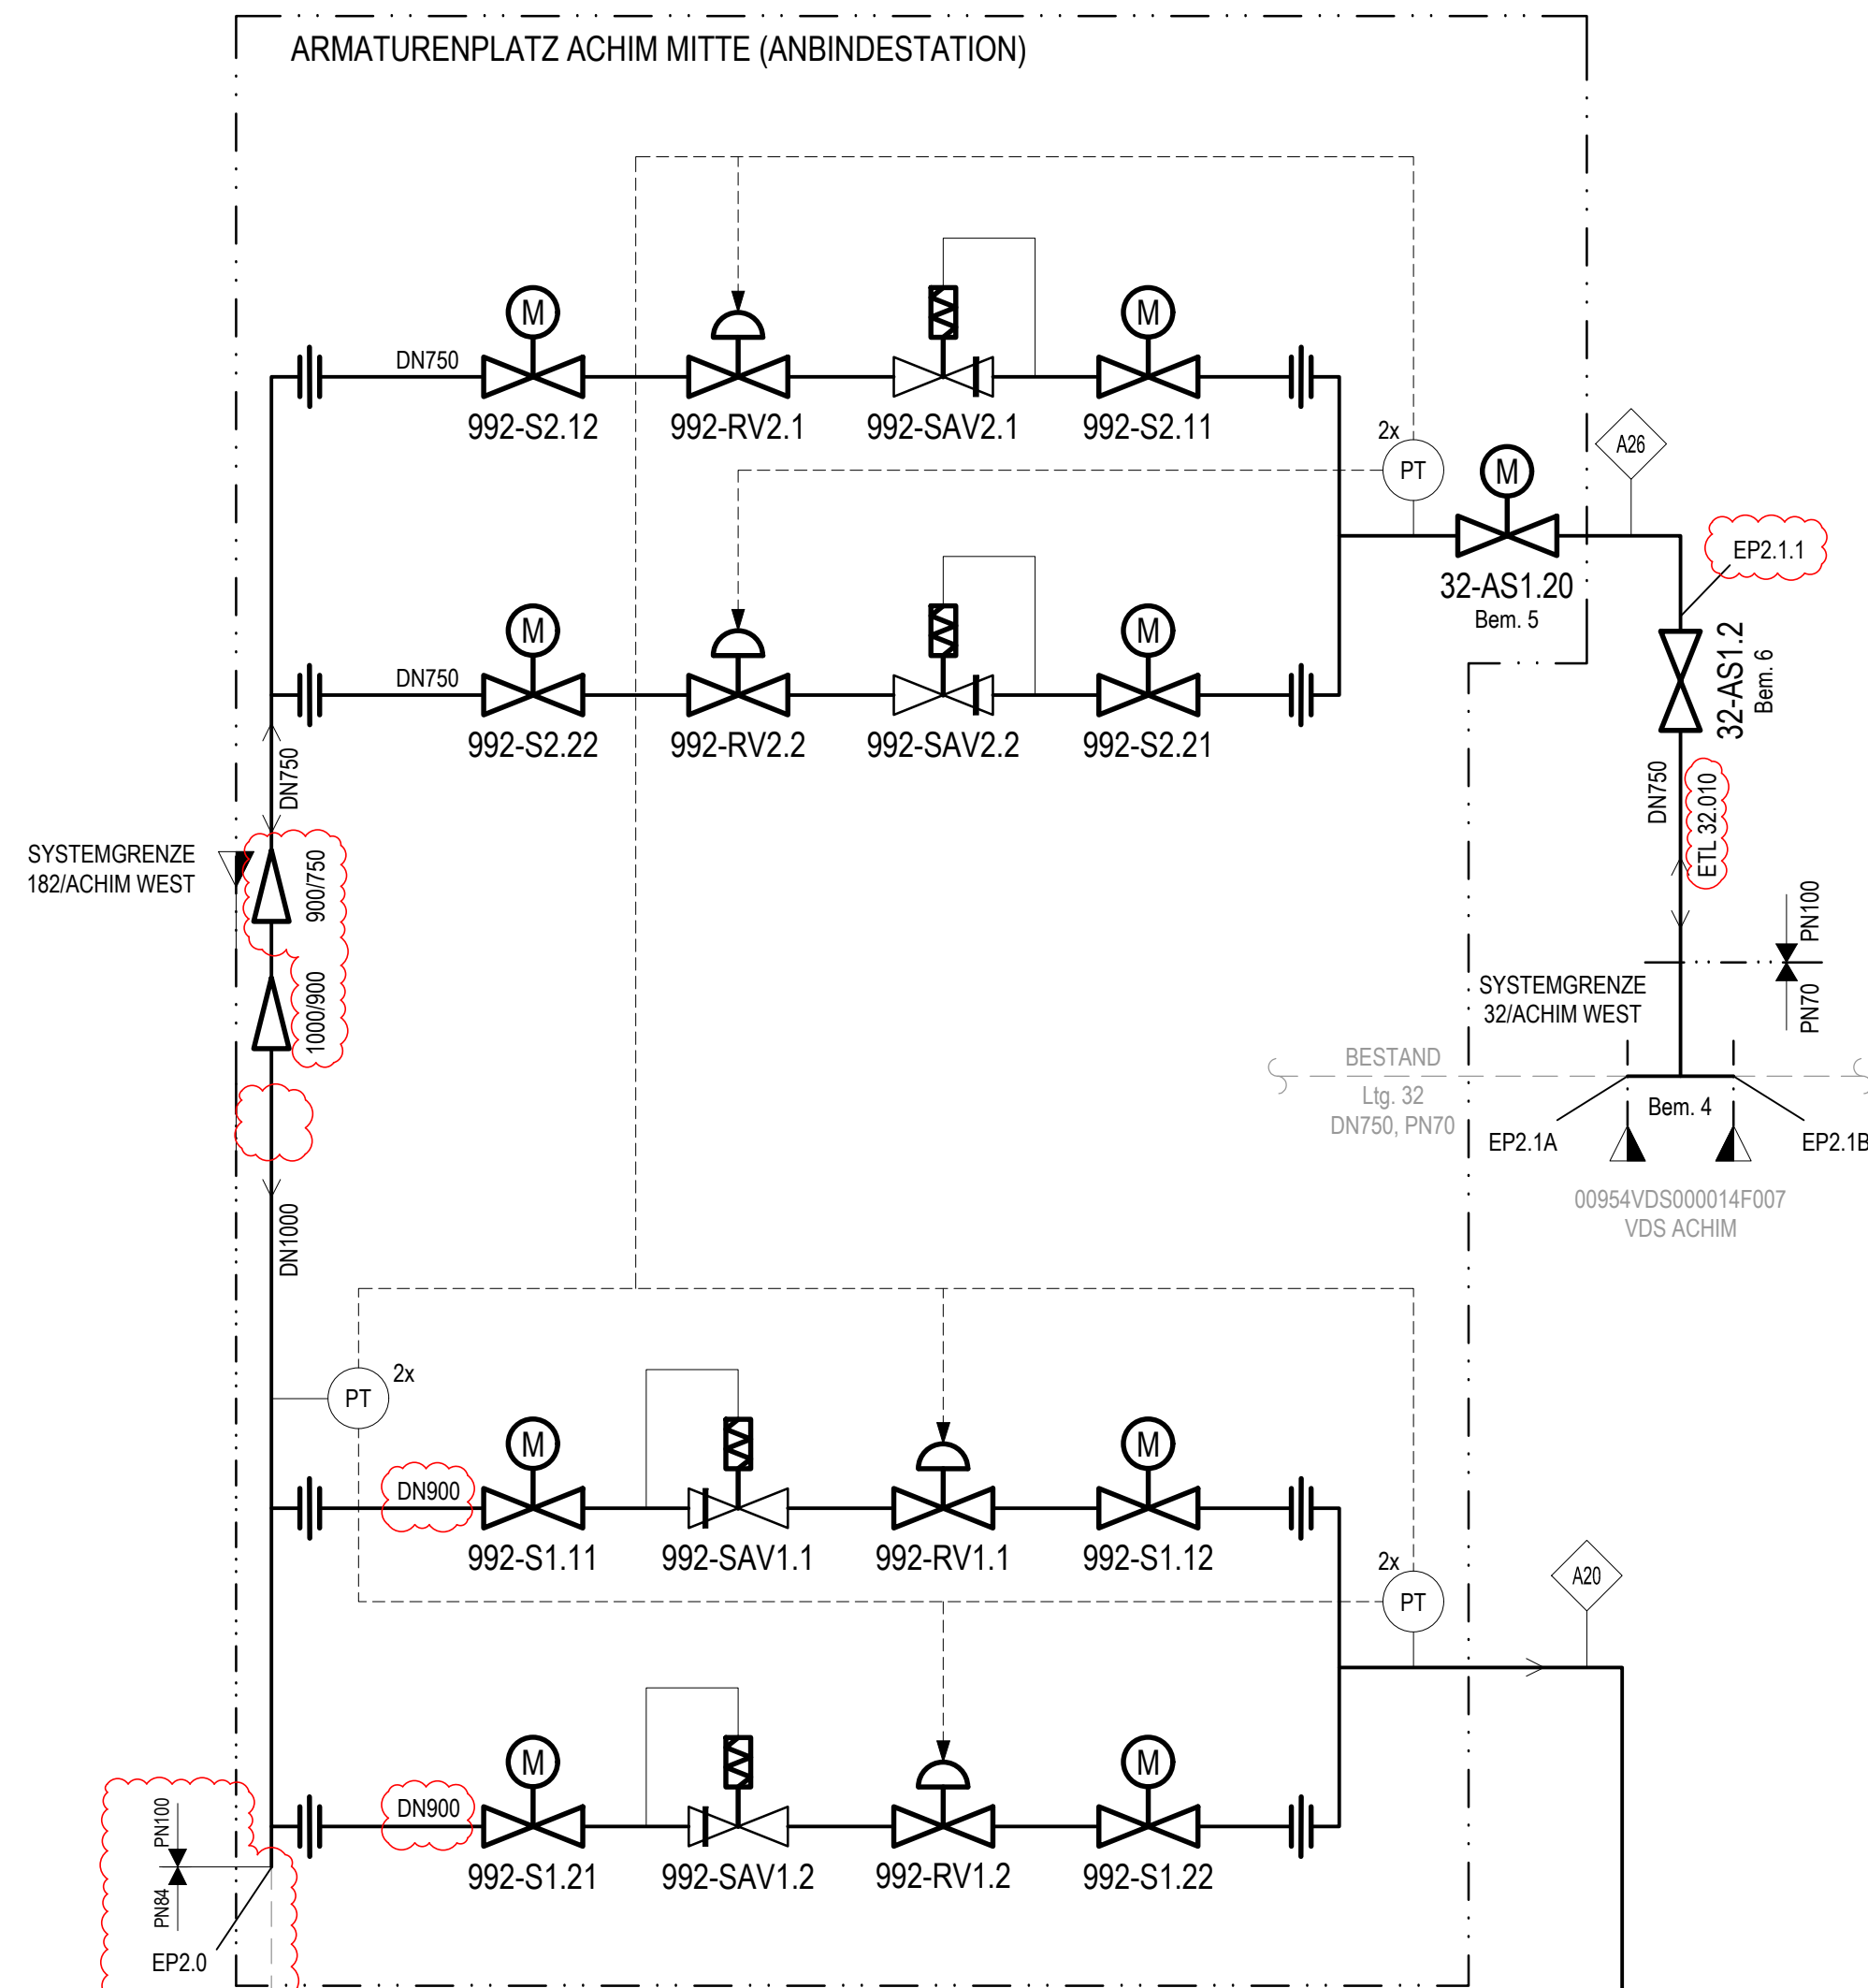 ARMATURENPLATZ ACHIM MITTE (ANBINDESTATION)
M
M
DN750
992-S2.12
992-RV2.1
992-SAV2.1
992-S2.11
2x
PT
A26
M
EP2.1.1
32-AS1.20
Bem. 5
M
M
DN750
992-S2.22
992-RV2.2
992-SAV2.2
992-S2.21
32-AS1.2
Bem. 6
DN750
DN750
ETL 32.010
SYSTEMGRENZE
182/ACHIM WEST
900/750
1000/900
PN100
PN70
SYSTEMGRENZE
32/ACHIM WEST
BESTAND
Ltg. 32
DN750, PN70
Bem. 4
EP2.1A
EP2.1B
00954VDS000014F007
VDS ACHIM
DN1000
PT
2x
M
M
DN900
992-S1.11
992-SAV1.1
992-RV1.1
992-S1.12
2x
PT
A20
M
M
DN900
992-S1.21
992-SAV1.2
992-RV1.2
992-S1.22
PN100
PN84
EP2.0